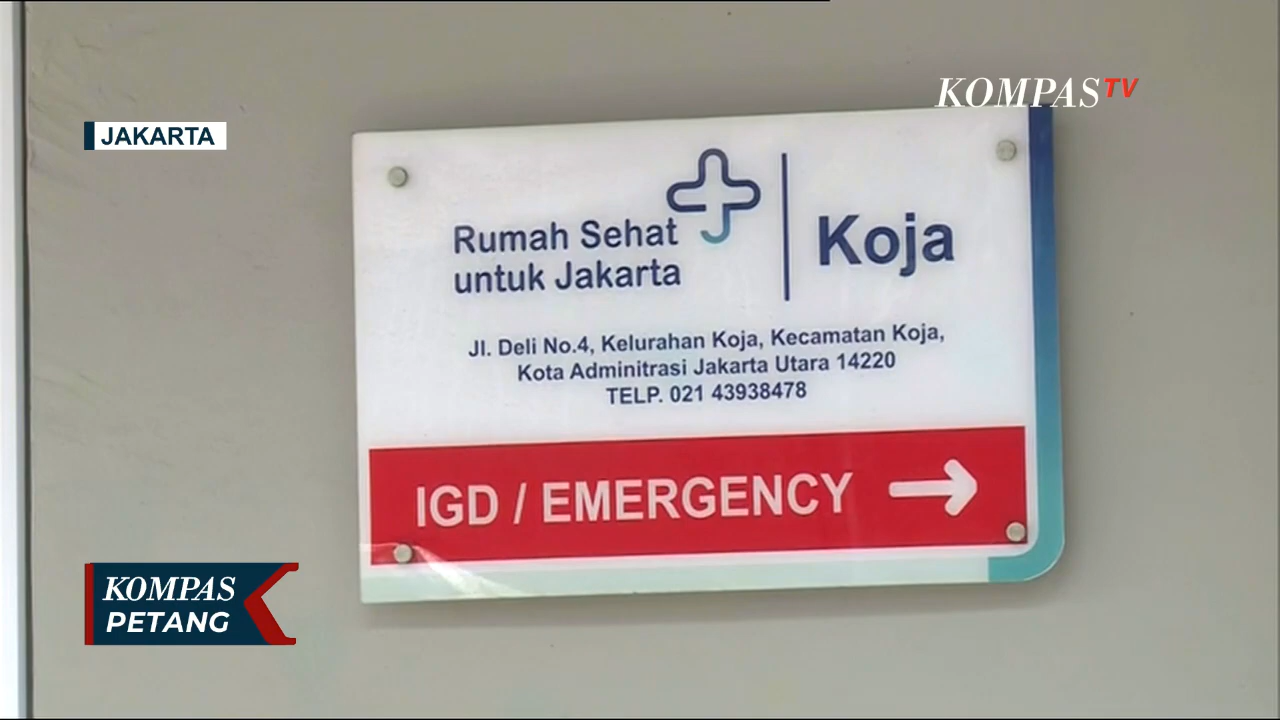 KOMPASTV
JAKARTA
Rumah Sehat
untuk Jakarta
Koja
Jl. Deli No.4, Kelurahan Koja, Kecamatan Koja,
Kota Adminitrasi Jakarta Utara 14220
TELP. 021 43938478
IGD / EMERGENCY
KOMPAS
PETANG